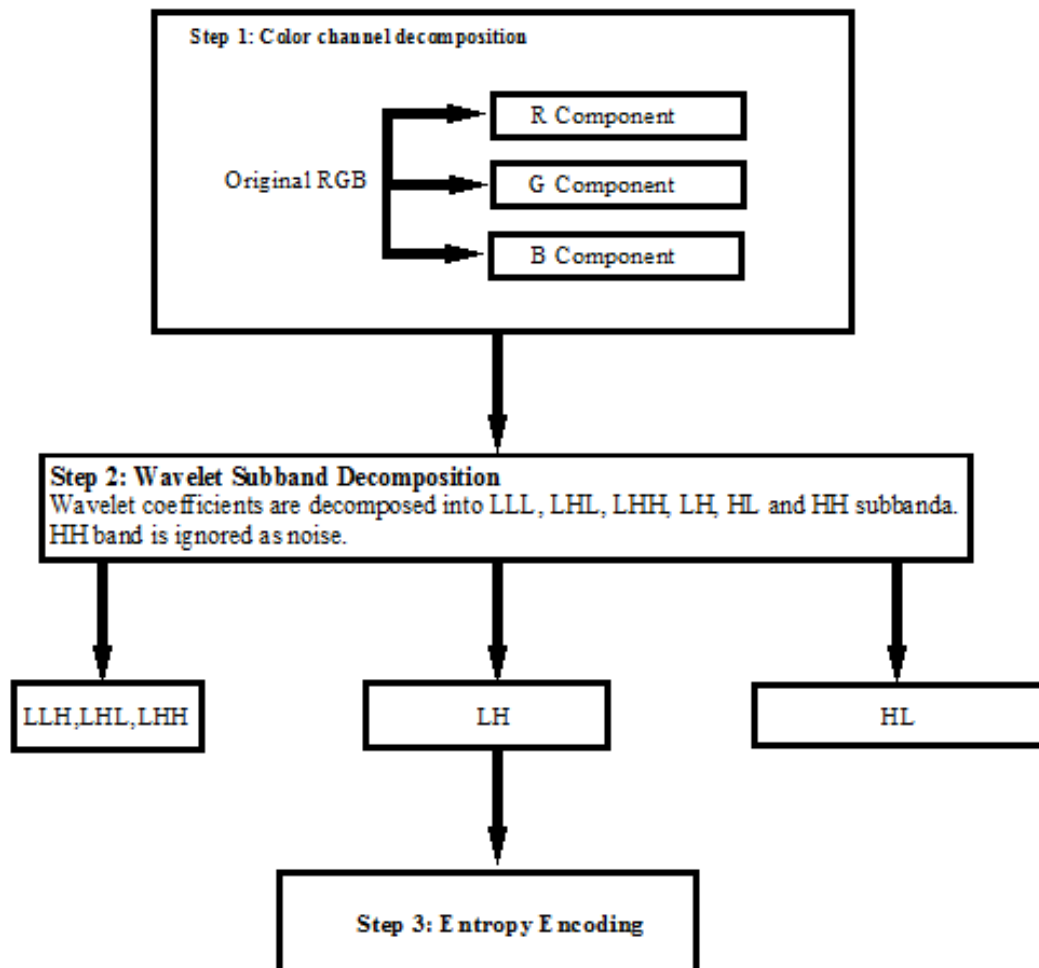 Step 1: Color channel decomposition
R Component
Original RGB
G Component
B Component
Step 2: Wavelet Subband Decomposition
Wavelet coefficients are decomposed into LLL, LHL, LHH, LH, HL and HH subbanda.
HH band is ignored as noise.
LLH,LHL,LHH
LH
HL
Step 3: Entropy Encoding